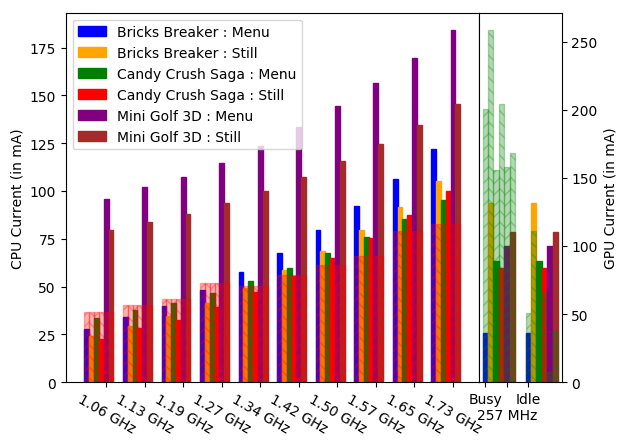 Bricks Breaker : Menu
Bricks Breaker : Still
Candy Crush Saga : Menu
Candy Crush Saga : Still
Mini Golf 3D : Menu
Mini Golf 3D : Still
CPU Current (in mA)
175
150
125
100
75
50
25
0
GPU Current (in mA)
250
200
150
100
50
0
1.06 GHz
1.13 GHz
1.19 GHz
1.27 GHz
1.34 GHz
1.42 GHz
1.50 GHz
1.57 GHz
1.65 GHz
1.73 GHz
Busy Idle
257 MHz